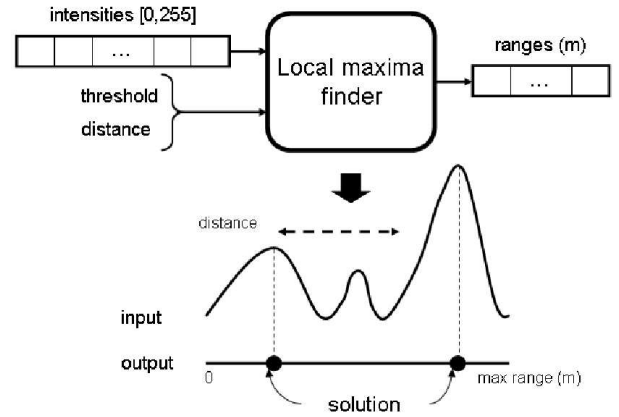 intensities [0,255]
...
ranges (m)
...
threshold
distance
Local maxima
finder
distance
input
output
0
max range (m)
solution